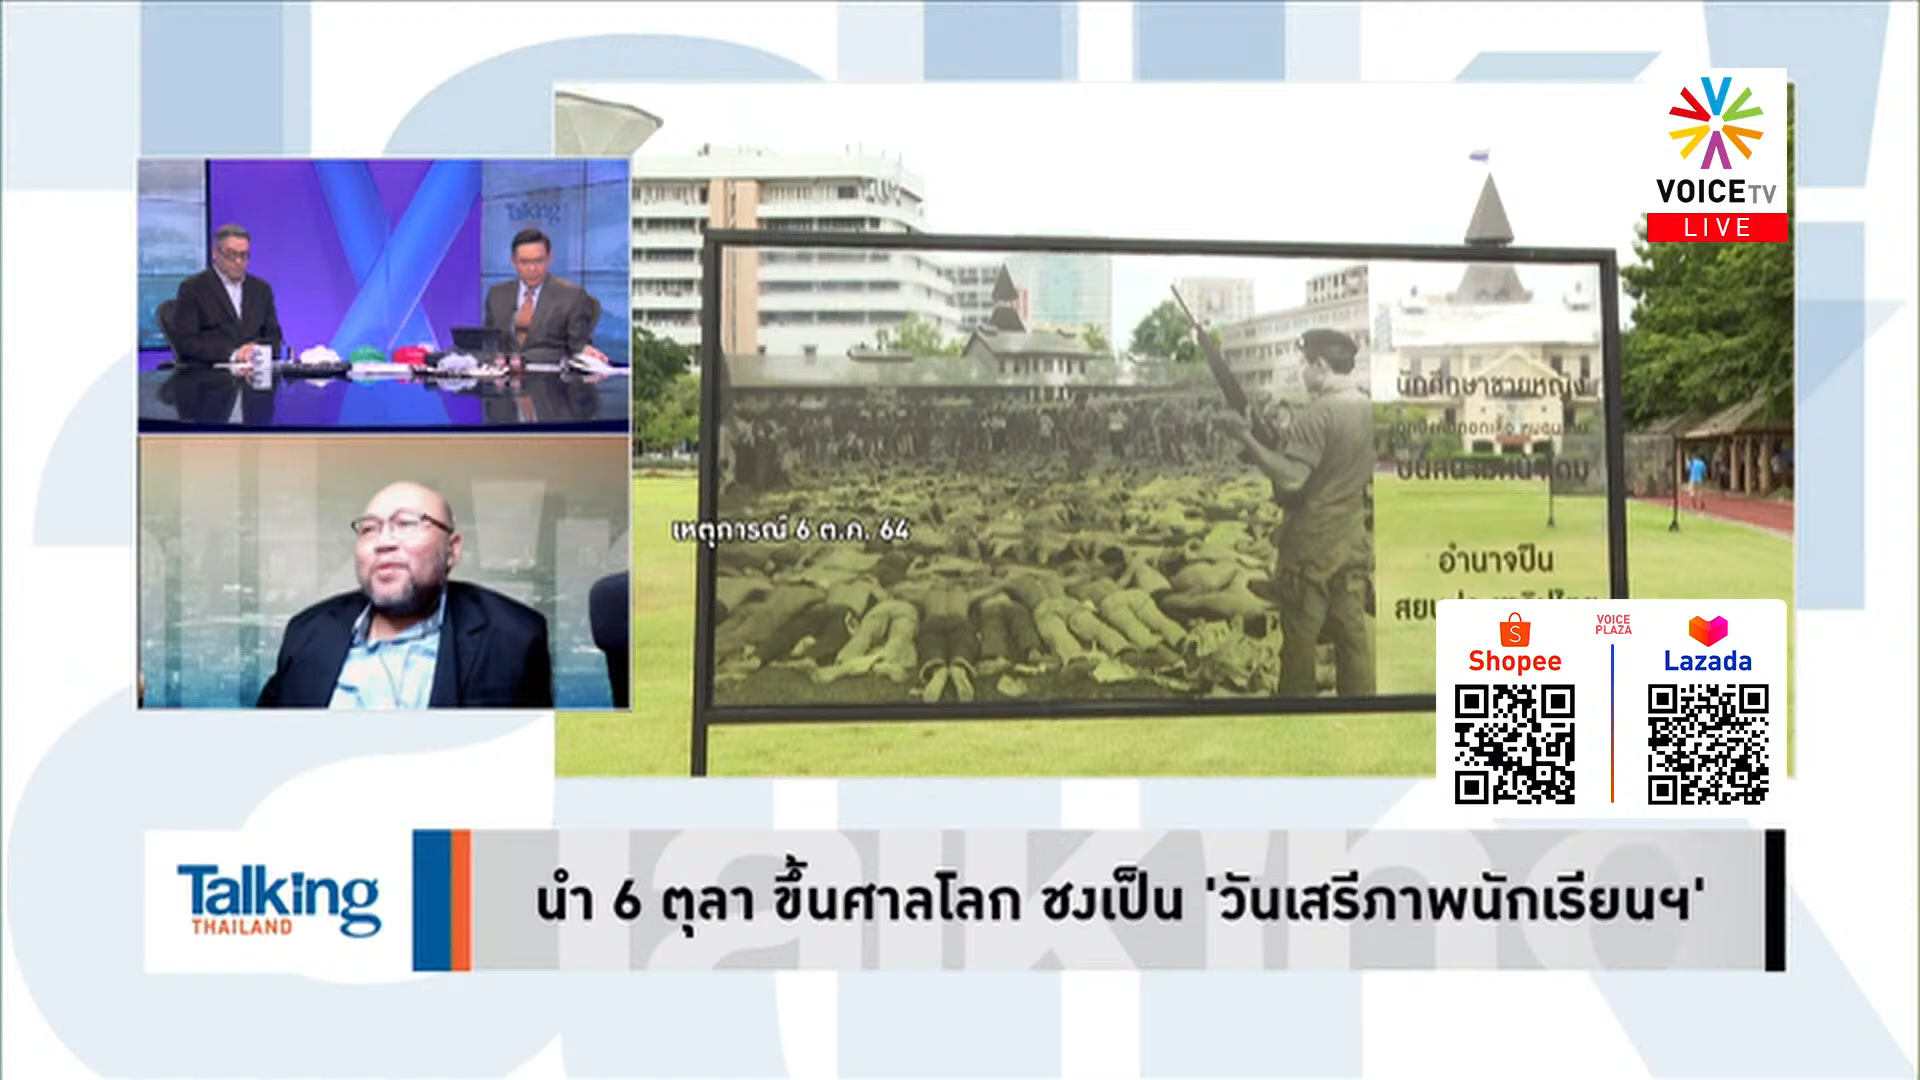 VOICE TV
LIVE
Talking
นักศึกษาชายหญิง
เหตุการณ์ 6 ต.ค. 64
อำนาจปืน
Shopee
VOICE
PLAZA
Lazada
Talking
THAILAND
นำ 6 ตุลา ขึ้นศาลโลก ชงเป็น 'วันเสรีภาพนักเรียนฯ'